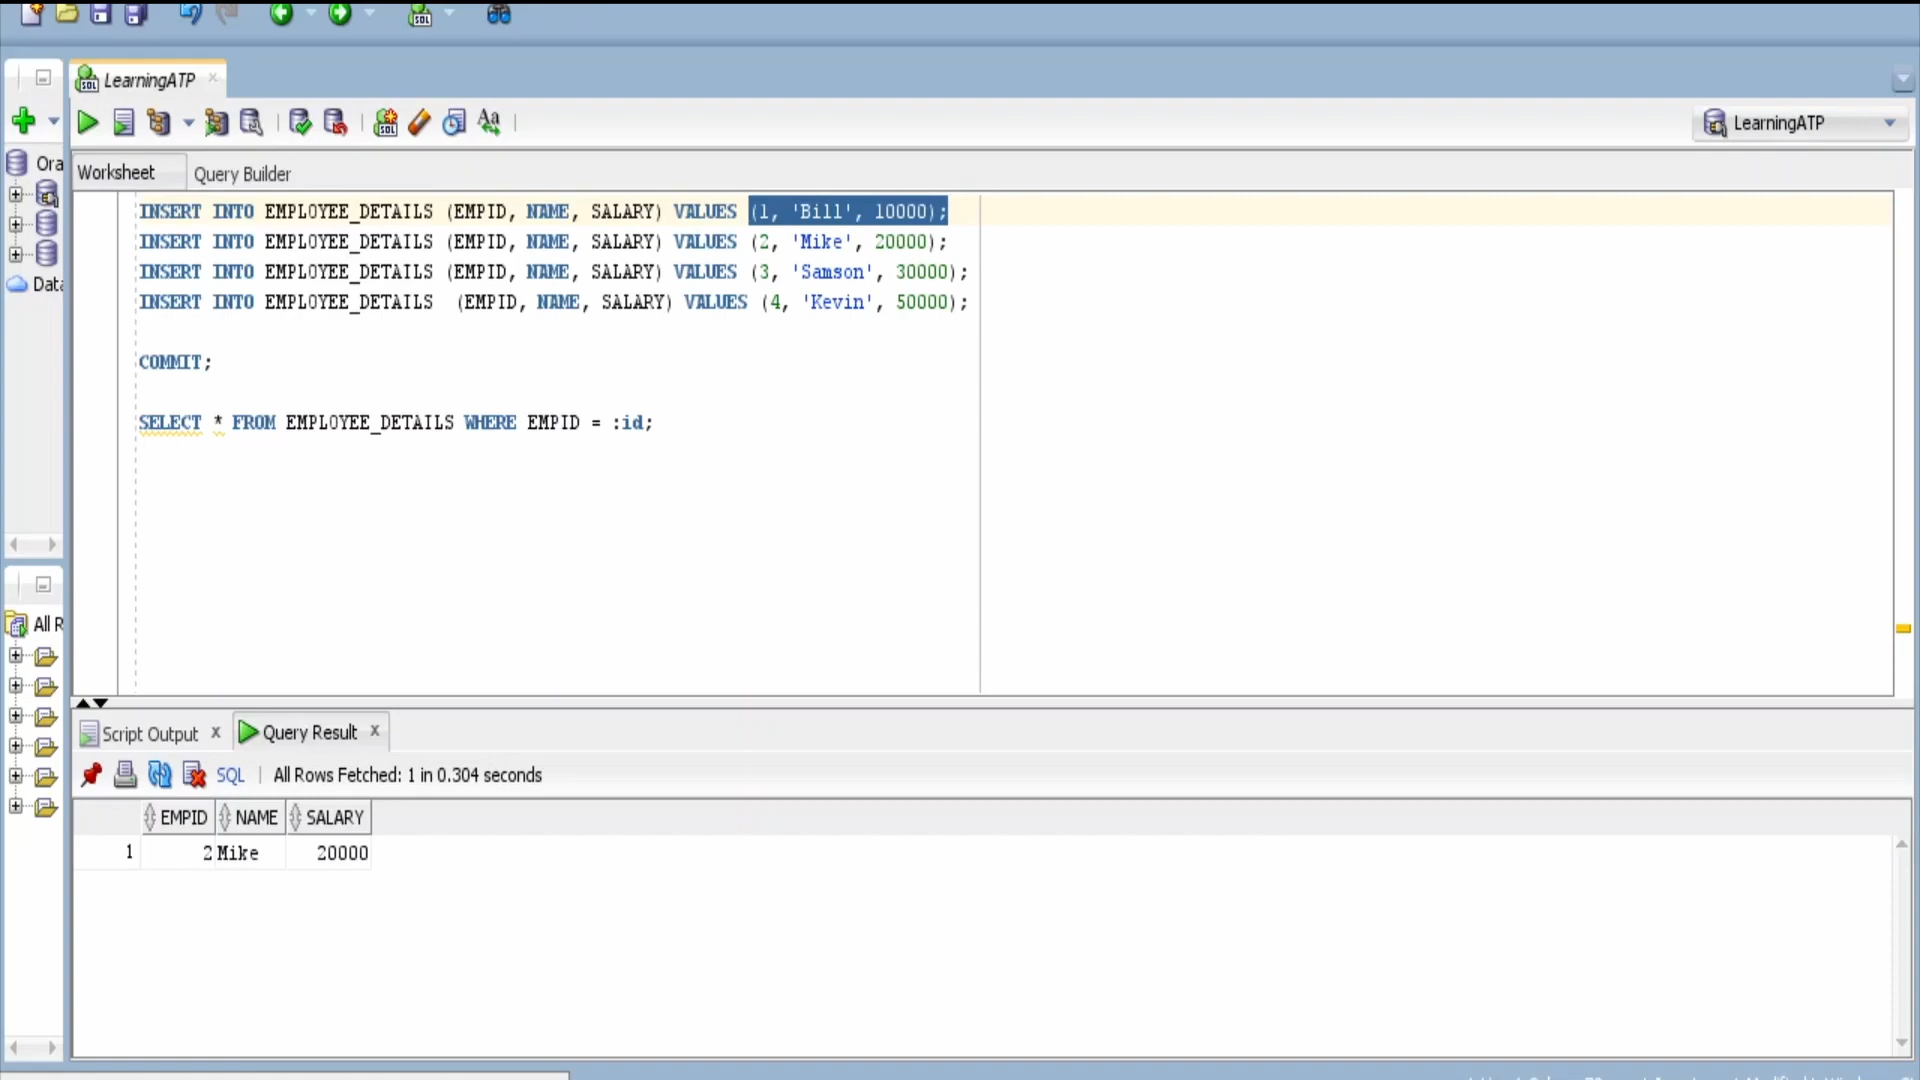 LearningATP
LearningATP
Ora
Data
Worksheet Query Builder
INSERT INTO EMPLOYEE_DETAILS (EMPID, NAME, SALARY) VALUES (1, 'Bill', 10000);
INSERT INTO EMPLOYEE_DETAILS (EMPID, NAME, SALARY) VALUES (2, 'Mike', 20000);
INSERT INTO EMPLOYEE_DETAILS (EMPID, NAME, SALARY) VALUES (3, 'Samson', 30000);
INSERT INTO EMPLOYEE_DETAILS  (EMPID, NAME, SALARY) VALUES (4, 'Kevin', 50000);
COMMIT;
SELECT * FROM EMPLOYEE_DETAILS WHERE EMPID = :id;
All R
Script Output Query Result
SQL All Rows Fetched: 1 in 0.304 seconds
EMPID NAME SALARY
1 2 Mike 20000